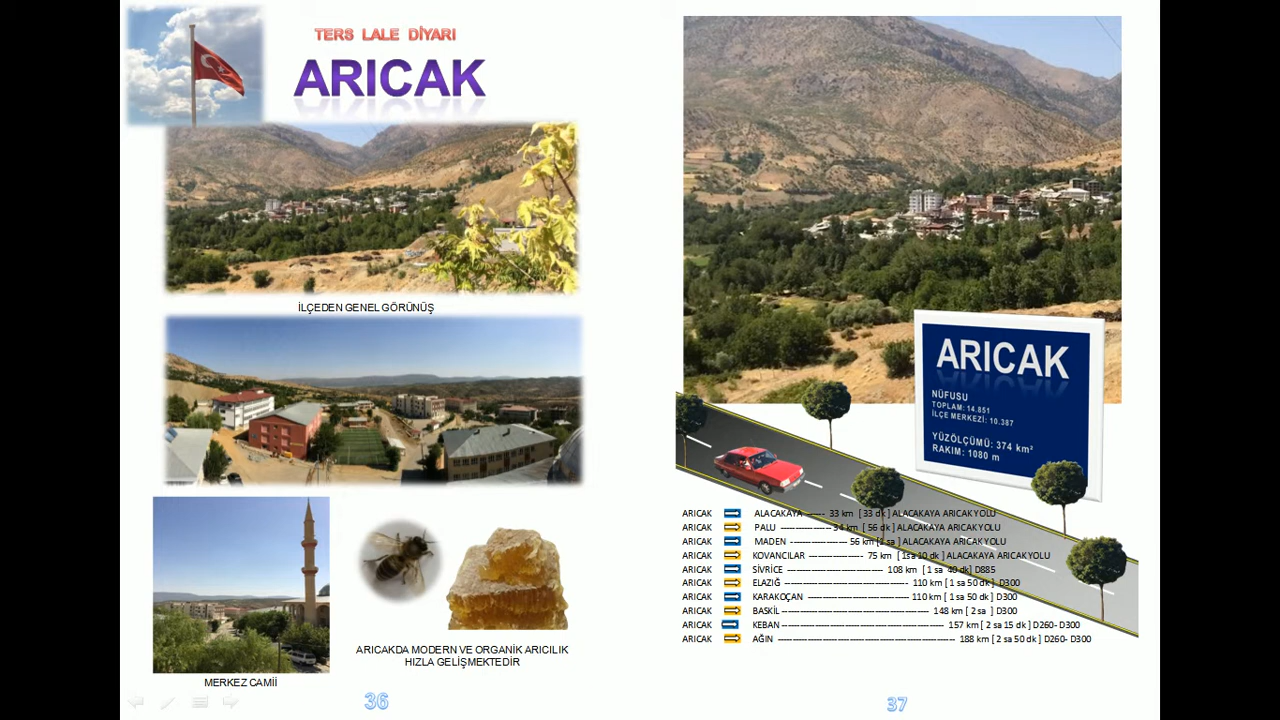 TERS LALE DİYARI
ARICAK
İLÇEDEN GENEL GÖRÜNÜŞ
MERKEZ CAMİİ
ARICAKDA MODERN VE ORGANİK ARICILIK
HIZLA GELİŞMEKTEDİR
36
ARICAK
NÜFUSU
TOPLAM: 14.851
İLÇE MERKEZİ: 10.387
YÜZÖLÇÜMÜ: 374 km²
RAKIM: 1080 m
ARICAK ALACAKAYA ------ 33 km [ 33 dk ] ALACAKAYA ARICAK YOLU
ARICAK PALU ------------------ 54 km [ 56 dk ] ALACAKAYA ARICAK YOLU
ARICAK MADEN -------------------- 56 km [ sa ] ALACAKAYA ARICAK YOLU
ARICAK KOVANCILAR ------------------- 75 km [ 1sa 10 dk ] ALACAKAYA ARICAK YOLU
ARICAK SİVRİCE --------------------------------- 108 km [ 1 sa 40 dk] D885
ARICAK ELAZIĞ ------------------------------------------- 110 km [ 1 sa 50 dk ] D300
ARICAK KARAKOÇAN ----------------------------------- 110 km [ 1 sa 50 dk ] D300
ARICAK BASKİL --------------------------------------------------- 148 km [ 2 sa ] D300
ARICAK KEBAN --------------------------------------------------------- 157 km [ 2 sa 15 dk ] D260- D300
ARICAK AĞIN ------------------------------------------------------------- 188 km [ 2 sa 50 dk ] D260- D300
37